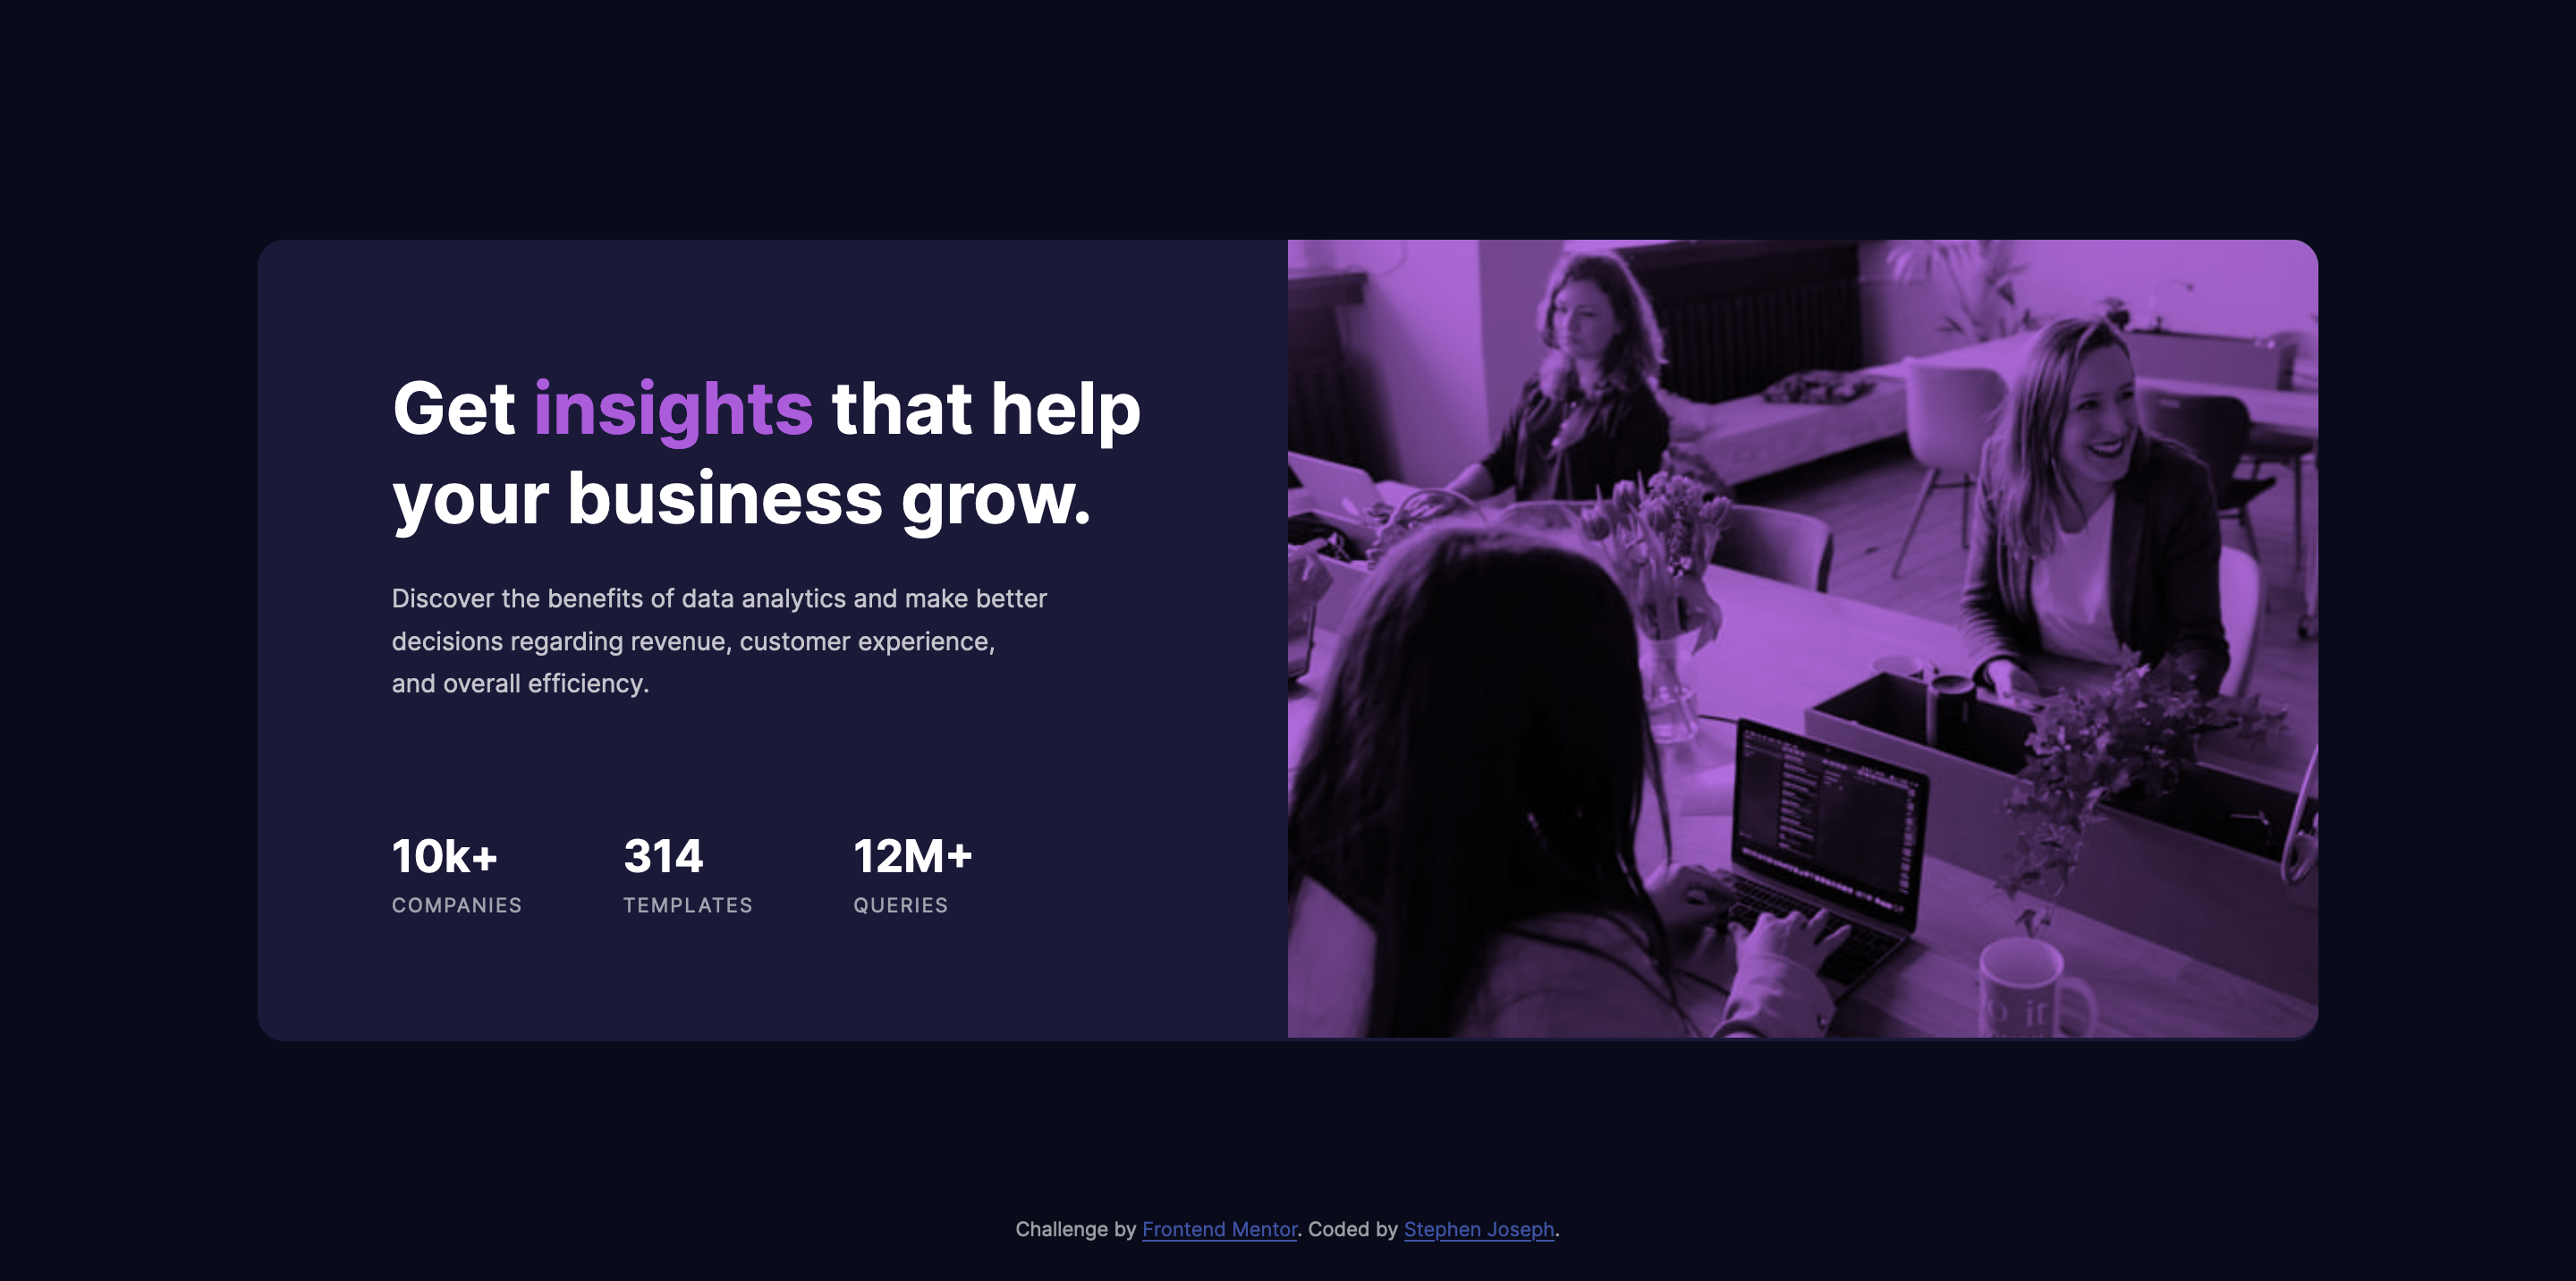 Get insights that help
your business grow.
Discover the benefits of data analytics and make better
decisions regarding revenue, customer experience,
and overall efficiency.
10k+
COMPANIES
314
TEMPLATES
12M+
QUERIES
Challenge by Frontend Mentor. Coded by Stephen Joseph.